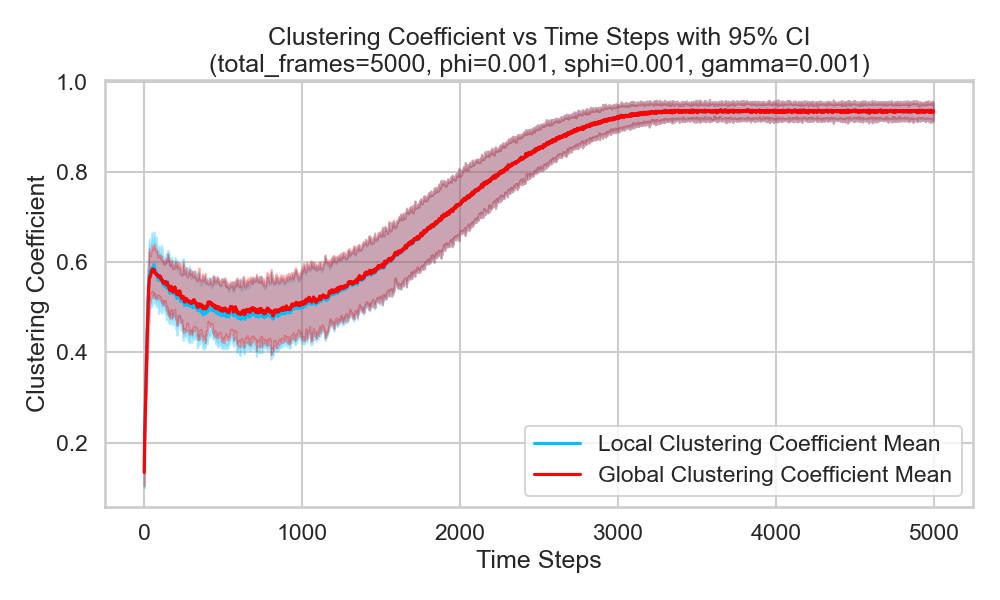 Clustering Coefficient vs Time Steps with 95% CI
(total_frames=5000, phi=0.001, sphi=0.001, gamma=0.001)
Clustering Coefficient
1.0
0.8
0.6
0.4
0.2
Local Clustering Coefficient Mean
Global Clustering Coefficient Mean
0 1000 2000 3000 4000 5000
Time Steps